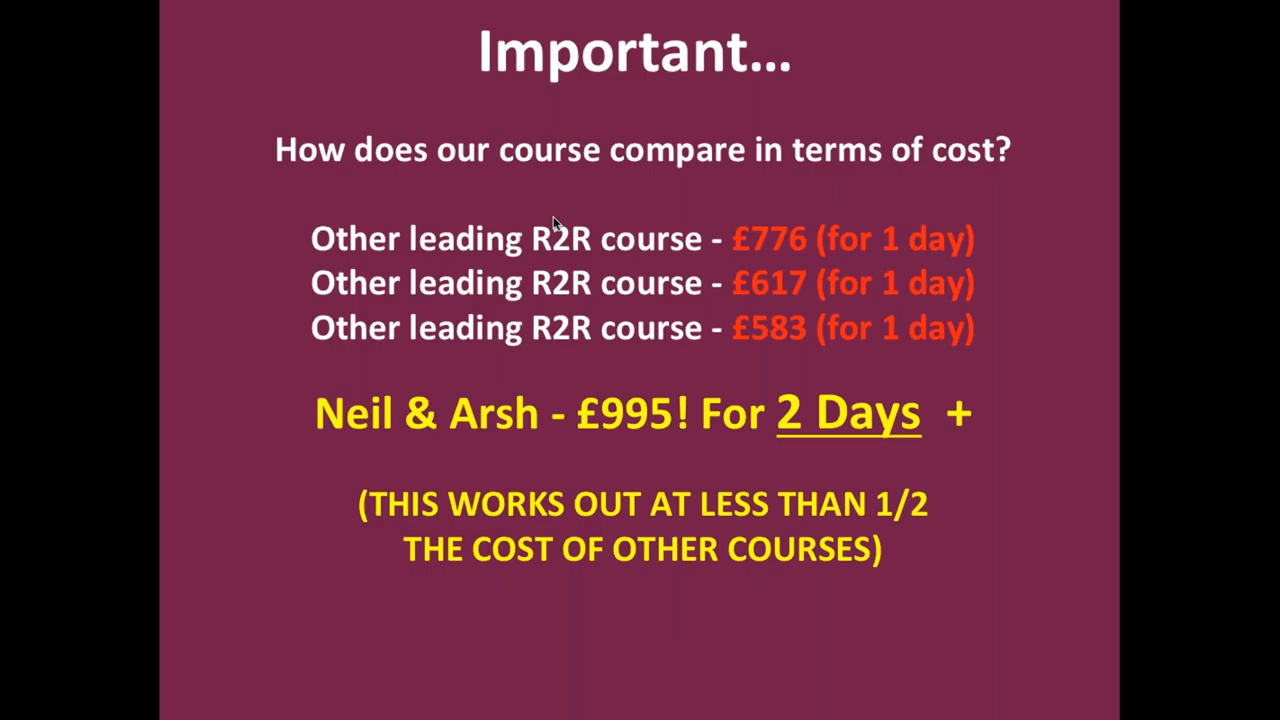 Important...
How does our course compare in terms of cost?
Other leading R2R course - £776 (for 1 day)
Other leading R2R course - £617 (for 1 day)
Other leading R2R course - £583 (for 1 day)
Neil & Arsh - £995! For 2 Days +
(THIS WORKS OUT AT LESS THAN 1/2
THE COST OF OTHER COURSES)